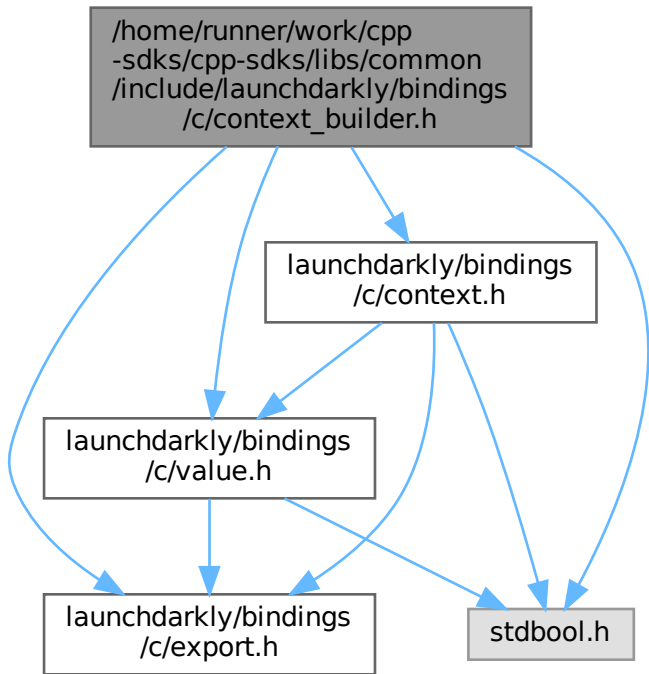 /home/runner/work/cpp
-sdks/cpp-sdks/libs/common
/include/launchdarkly/bindings
/c/context_builder.h
launchdarkly/bindings
/c/context.h
launchdarkly/bindings
/c/value.h
launchdarkly/bindings
/c/export.h
stdbool.h